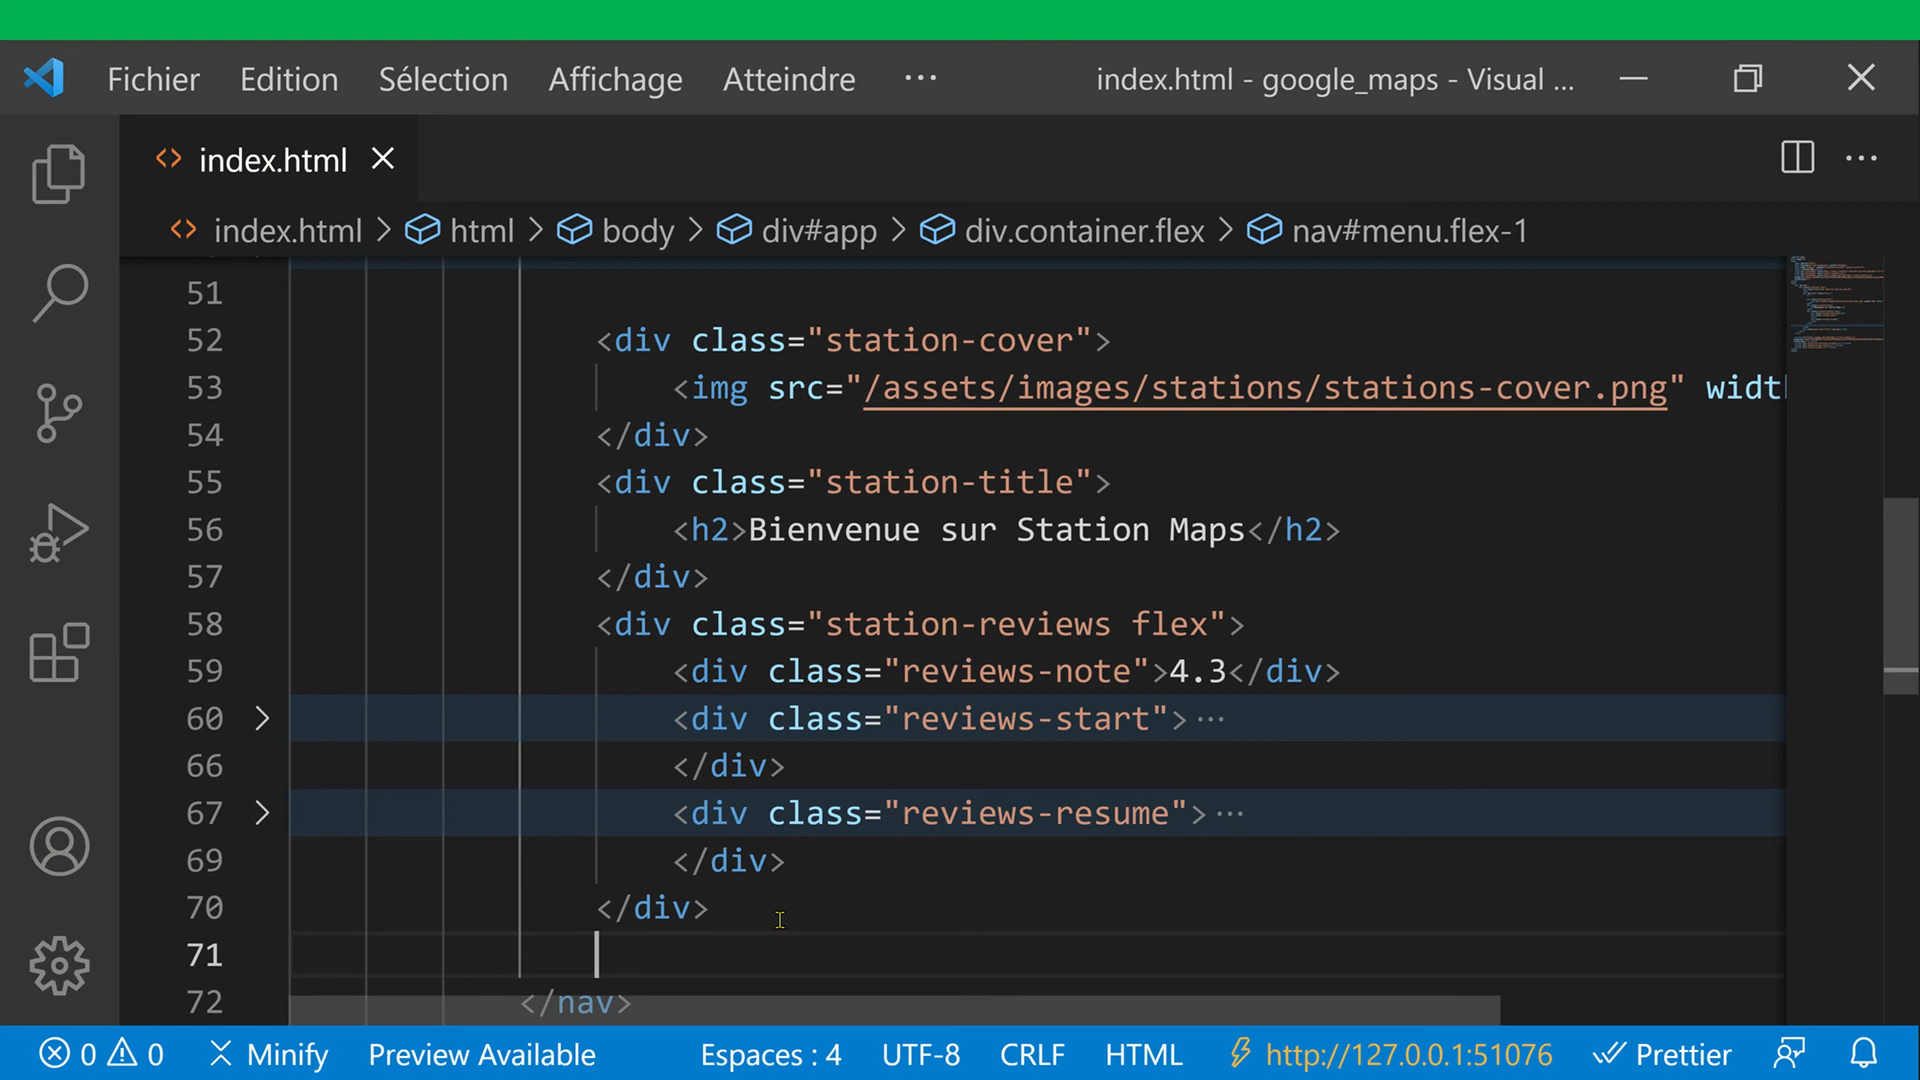 Fichier Edition Sélection Affichage Atteindre ··· index.html - google_maps - Visual ...
index.html
index.html > html > body > div#app > div.container.flex > nav#menu.flex-1
51
52 <div class="station-cover">
53 <img src="/assets/images/stations/stations-cover.png" width
54 </div>
55 <div class="station-title">
56 <h2>Bienvenue sur Station Maps</h2>
57 </div>
58 <div class="station-reviews flex">
59 <div class="reviews-note">4.3</div>
60 <div class="reviews-start">···
66 </div>
67 <div class="reviews-resume">···
69 </div>
70 </div>
71
72 </nav>
0 0 Minify Preview Available Espaces : 4 UTF-8 CRLF HTML http://127.0.0.1:51076 Prettier